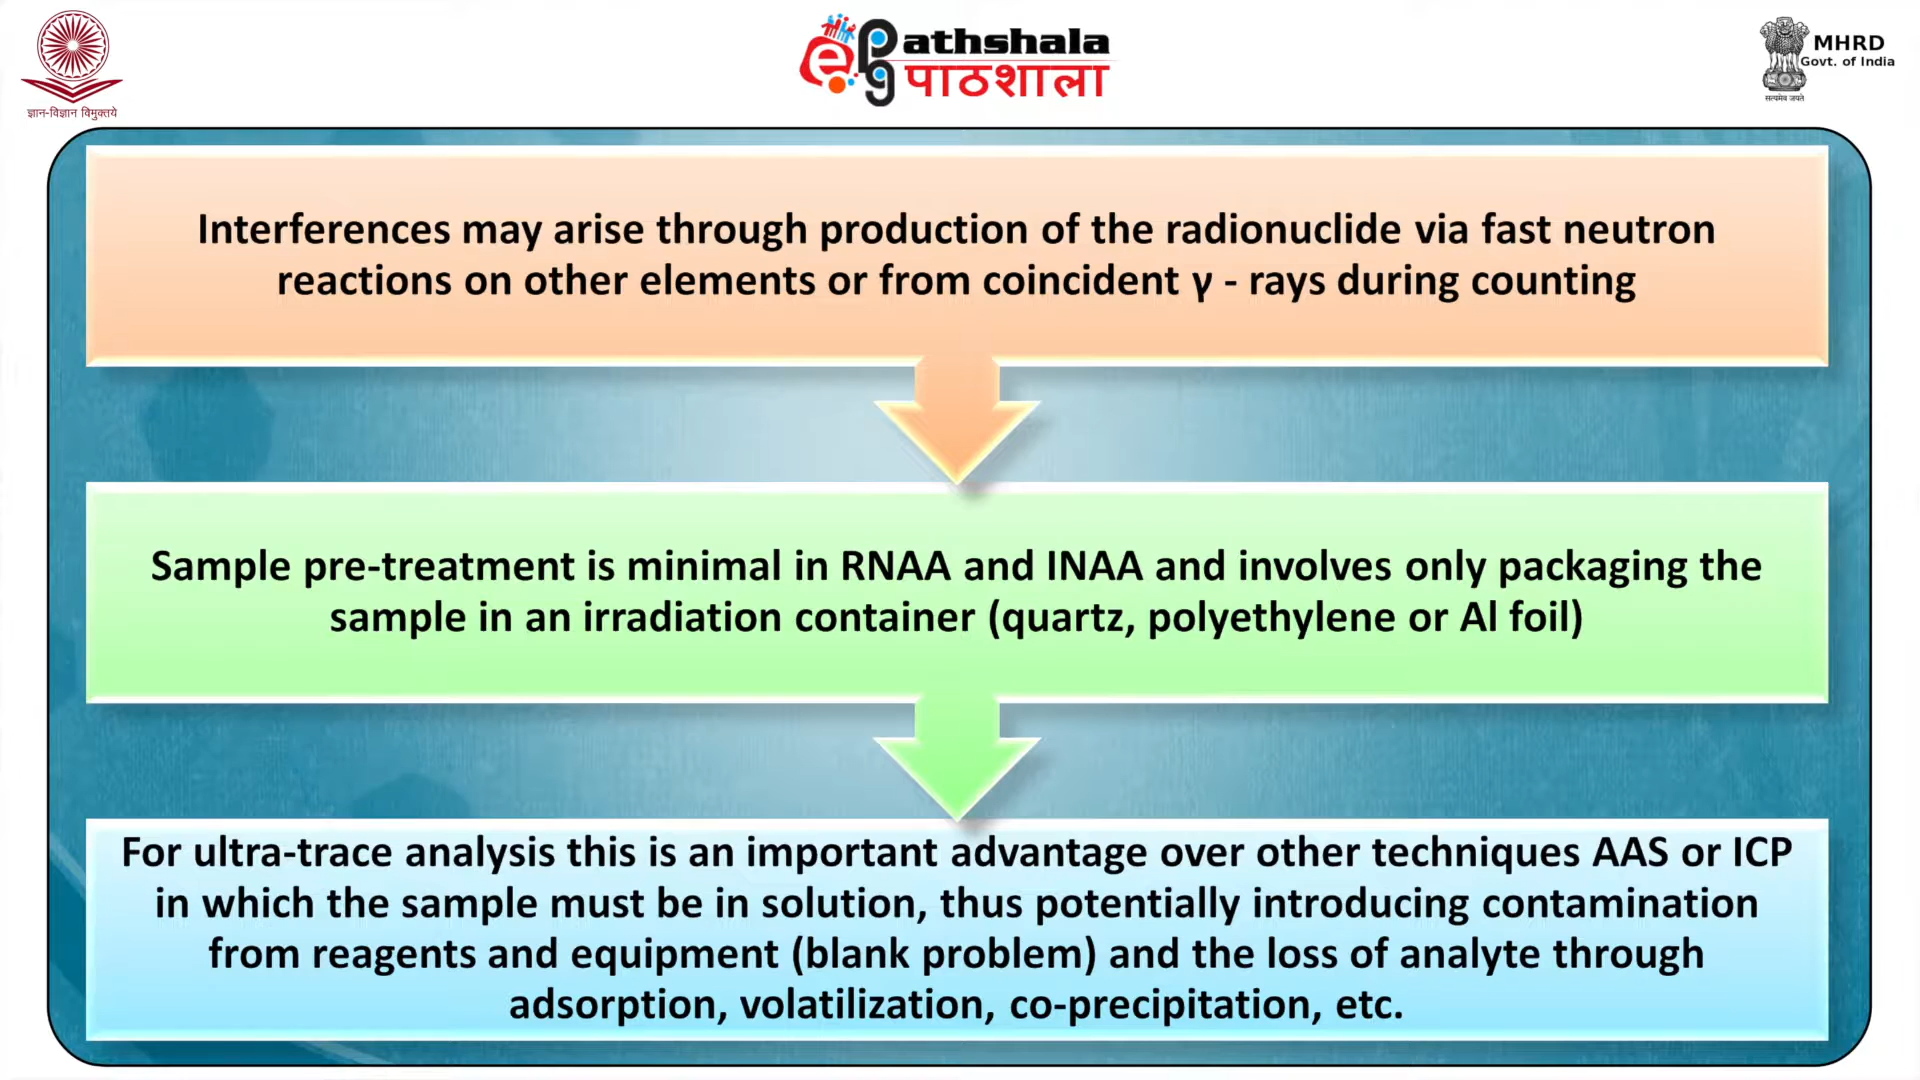 ज्ञान-विज्ञान विमुक्तये
ePG Pathshala
पाठशाला
MHRD
Govt. of India
सत्यमेव जयते
Interferences may arise through production of the radionuclide via fast neutron
reactions on other elements or from coincident γ - rays during counting
Sample pre-treatment is minimal in RNAA and INAA and involves only packaging the
sample in an irradiation container (quartz, polyethylene or Al foil)
For ultra-trace analysis this is an important advantage over other techniques AAS or ICP
in which the sample must be in solution, thus potentially introducing contamination
from reagents and equipment (blank problem) and the loss of analyte through
adsorption, volatilization, co-precipitation, etc.